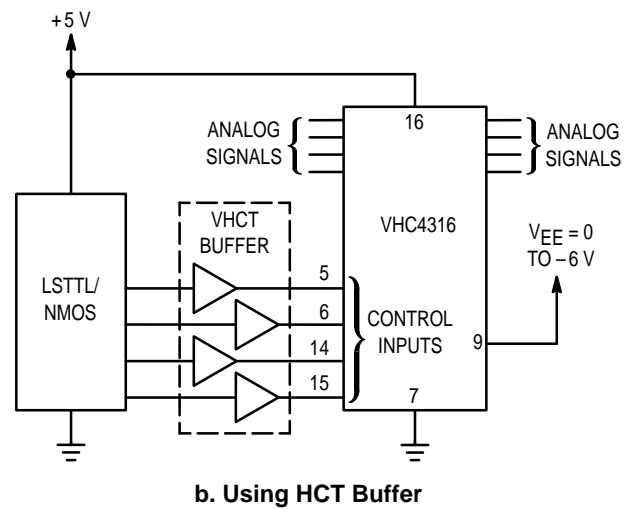 +5 V
16
ANALOG
SIGNALS
ANALOG
SIGNALS
VHCT
BUFFER
VHC4316
VEE = 0
TO –6 V
LSTTL/
NMOS
5
6
14
15
CONTROL
INPUTS
9
7
b. Using HCT Buffer